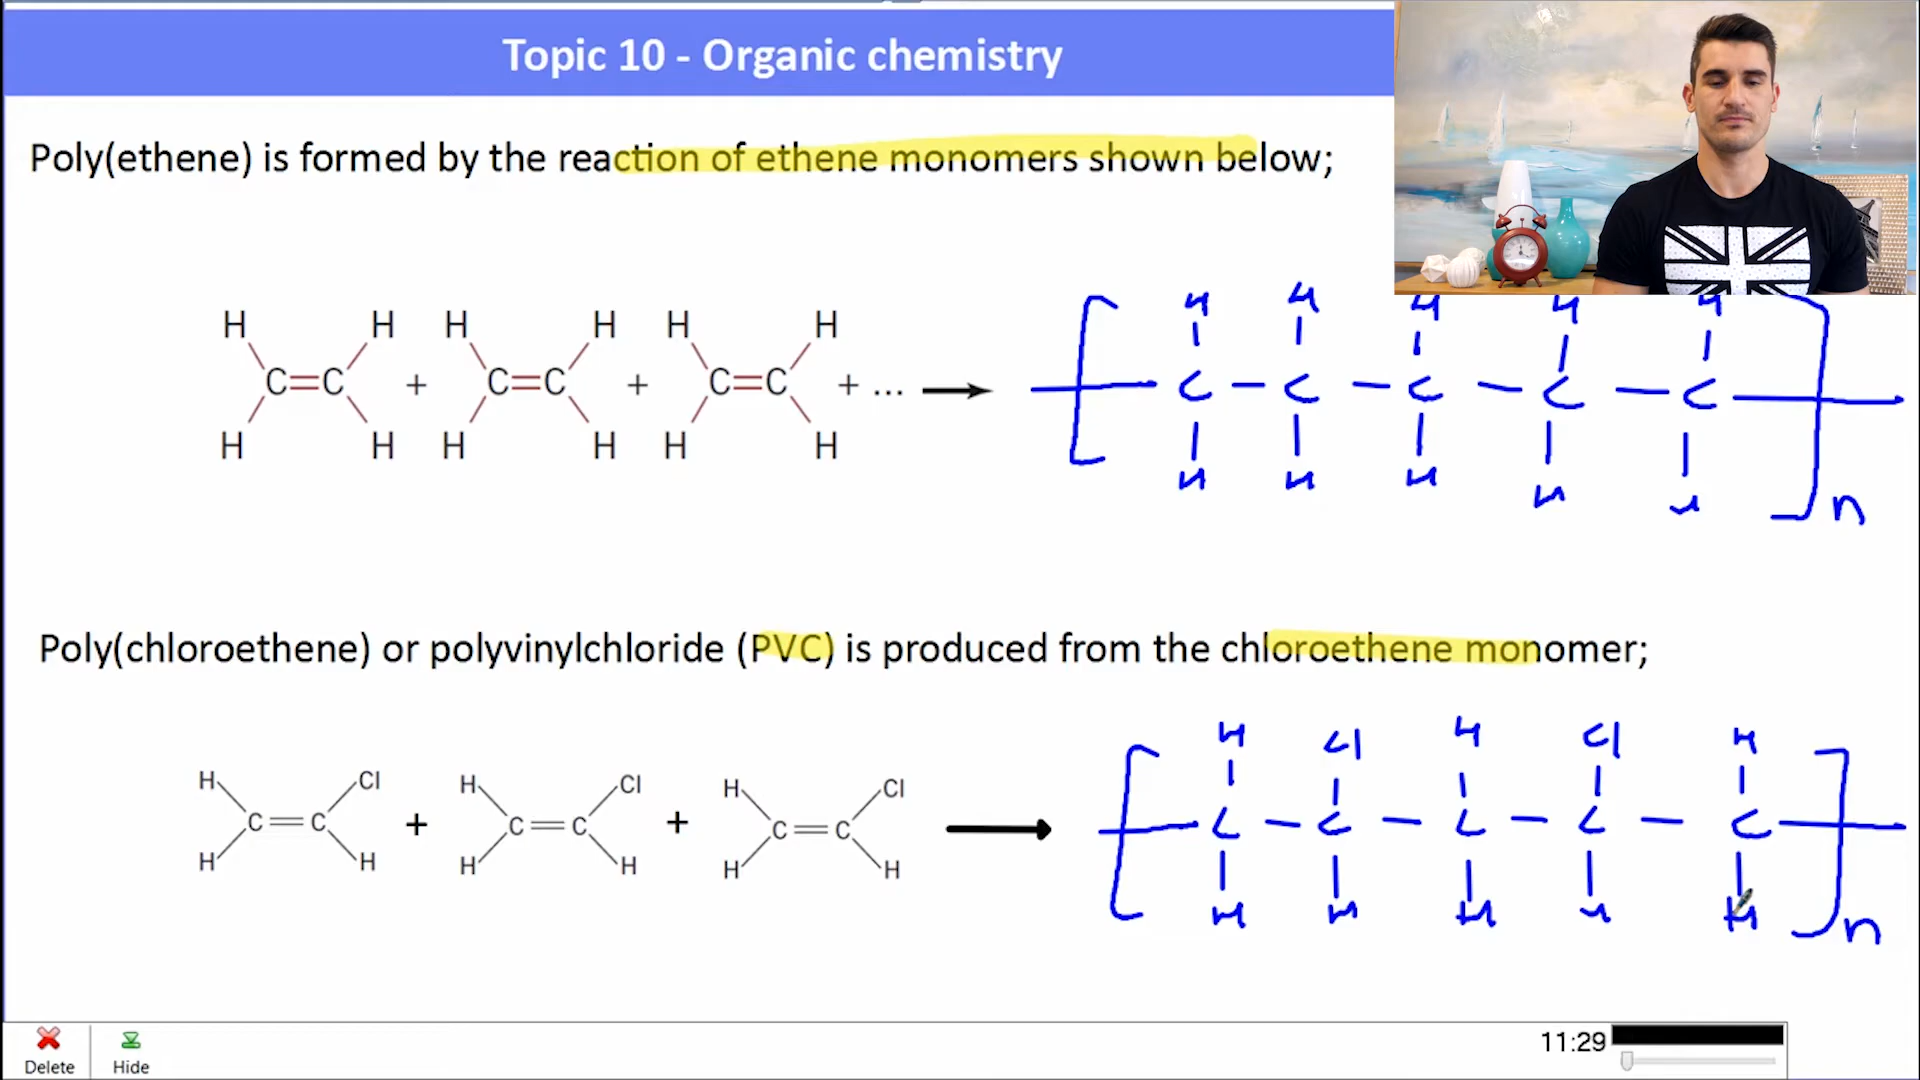 Topic 10 - Organic chemistry
Poly(ethene) is formed by the reaction of ethene monomers shown below;
H H H H H H H H H H H
C=C + C=C + C=C + ... → C - C - C - C - C
H H H H H H H H H H H n
Poly(chloroethene) or polyvinylchloride (PVC) is produced from the chloroethene monomer;
H Cl H Cl H Cl H Cl H Cl H
C=C + C=C + C=C → C - C - C - C - C
H H H H H H H H H H H n
11:29
Delete Hide